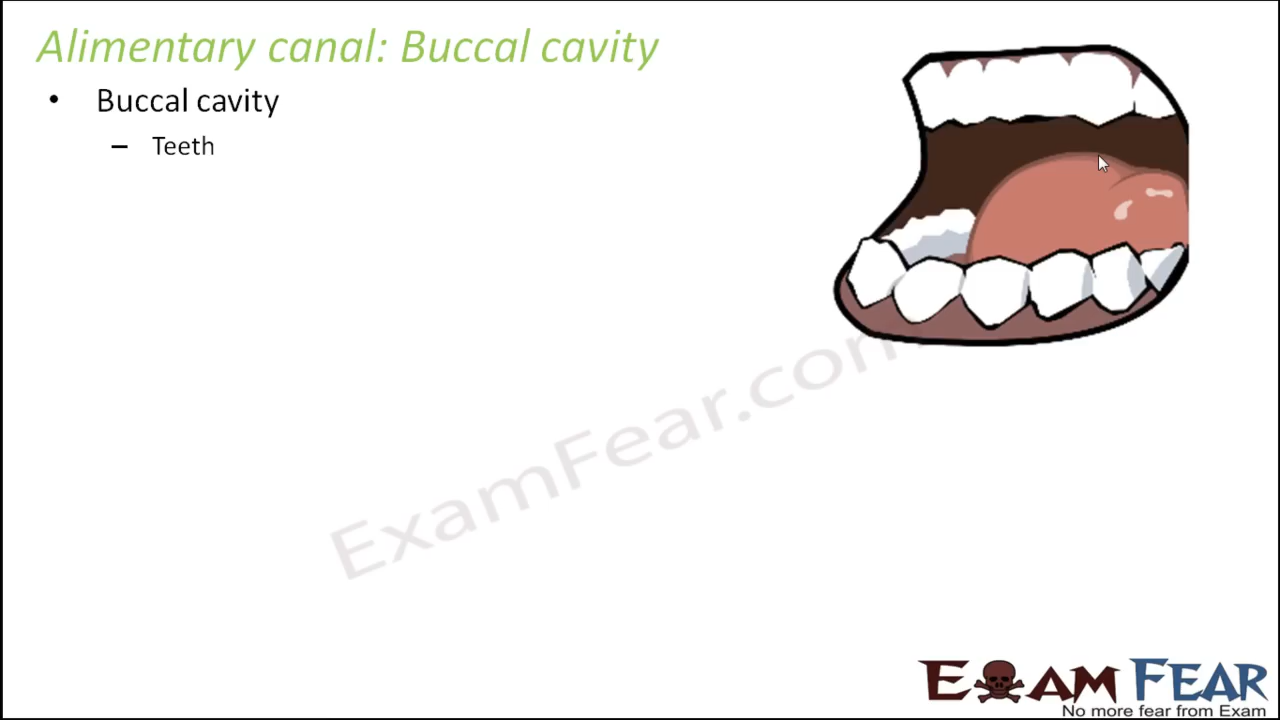 Alimentary canal: Buccal cavity
• Buccal cavity
– Teeth
ExamFear.com
EXAM FEAR
No more fear from Exam